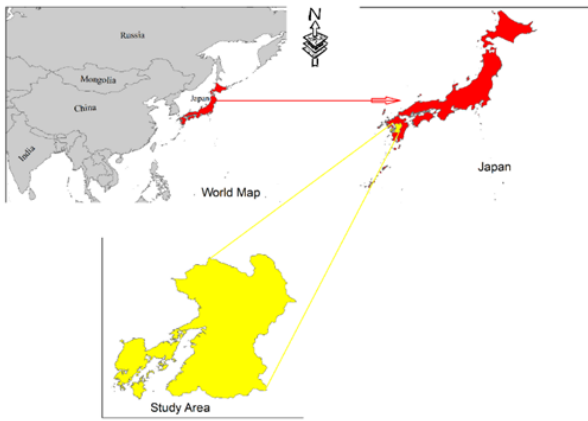 N
Russia
Mongolia
China
Japan
India
World Map
Japan
Study Area